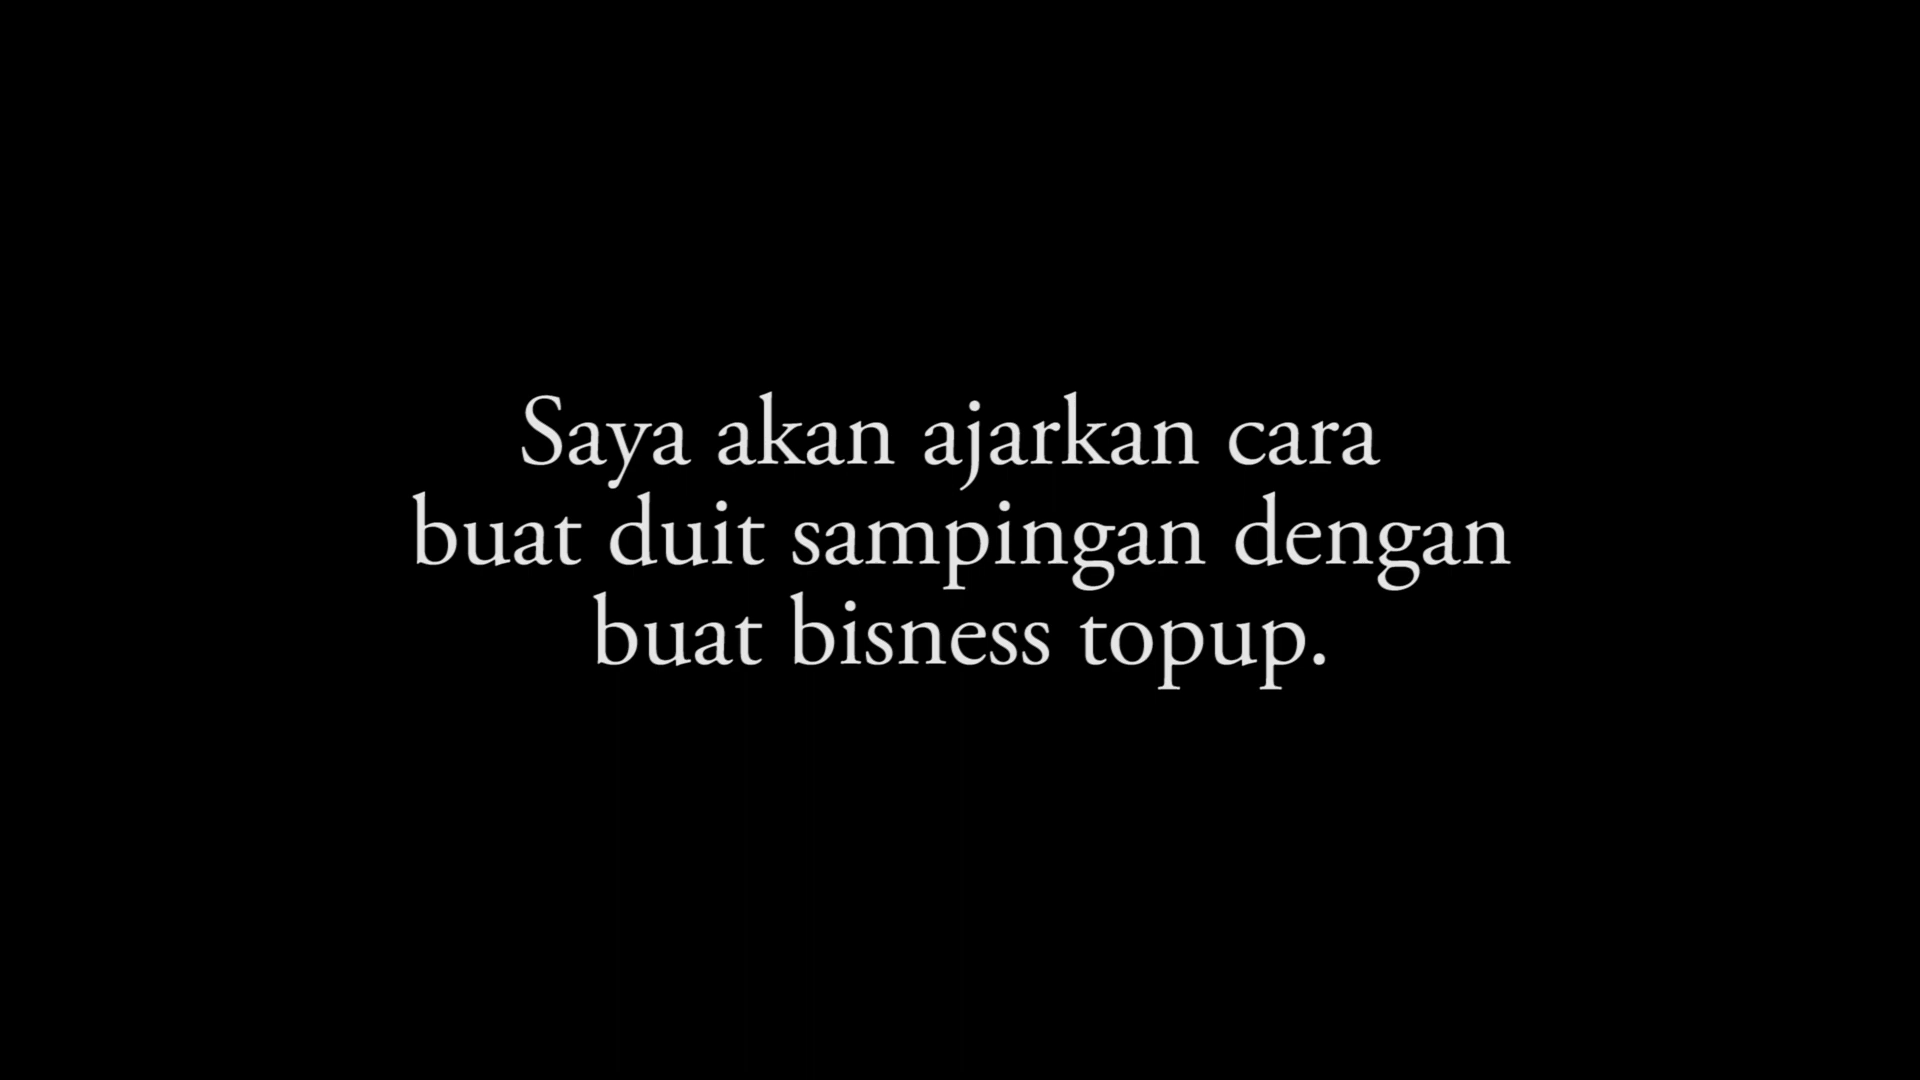 Saya akan ajarkan cara
buat duit sampingan dengan
buat bisness topup.